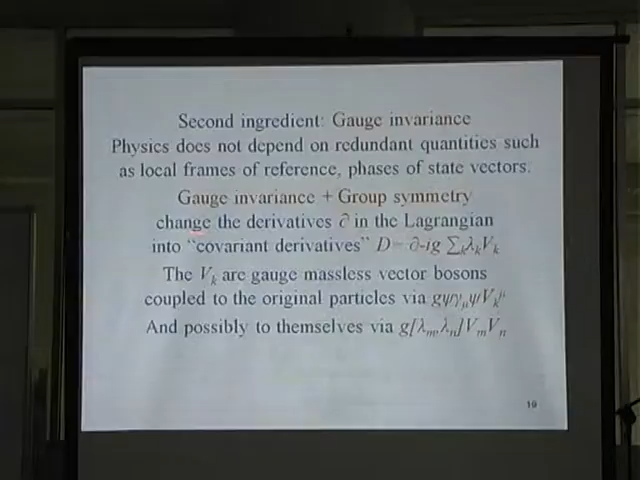 Second ingredient: Gauge invariance
Physics does not depend on redundant quantities such
as local frames of reference, phases of state vectors.
Gauge invariance + Group symmetry
change the derivatives ∂ in the Lagrangian
into “covariant derivatives” D=∂-ig ∑ₖλₖVₖ
The Vₖ are gauge massless vector bosons
coupled to the original particles via gψγ_μψVₖ^μ
And possibly to themselves via g[λₘ,λₙ]VₘVₙ
19